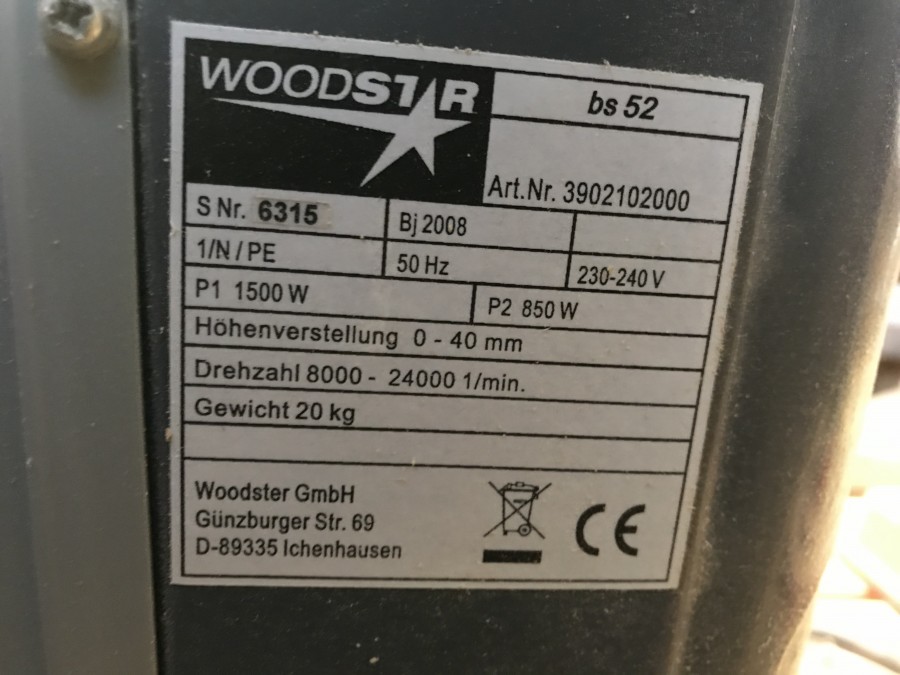 WOODSTAR
bs 52
Art.Nr. 3902102000
S Nr. 6315
Bj 2008
1/N / PE
50 Hz
230-240 V
P1 1500 W
P2 850 W
Höhenverstellung 0 - 40 mm
Drehzahl 8000 - 24000 1/min.
Gewicht 20 kg
Woodster GmbH
Günzburger Str. 69
D-89335 Ichenhausen
CE